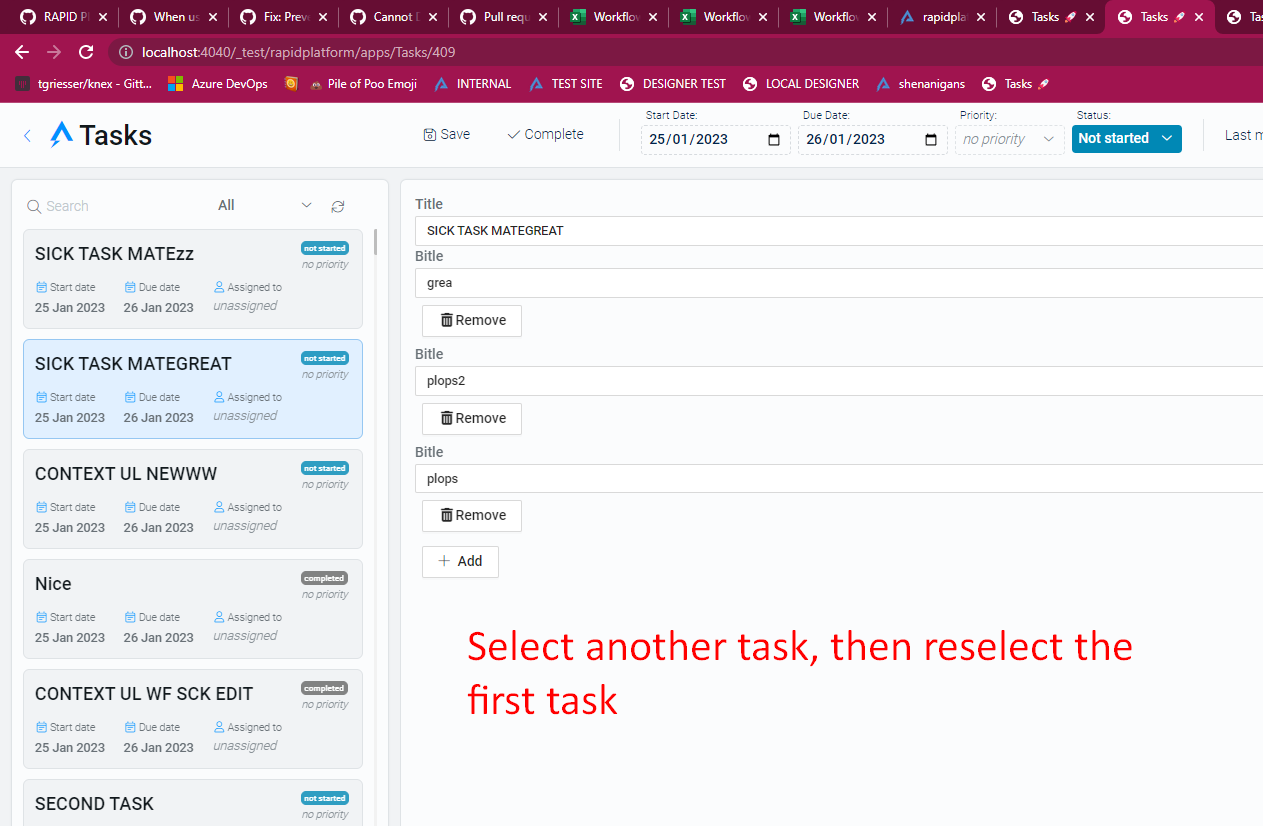 RAPID Pl
When us
Fix: Prev
Cannot D
Pull requ
Workflo
Workflo
Workflo
rapidplat
Tasks 🚀
Tasks 🚀
Tas
localhost:4040/_test/rapidplatform/apps/Tasks/409
tgriesser/knex - Gitt...
Azure DevOps
Pile of Poo Emoji
INTERNAL
TEST SITE
DESIGNER TEST
LOCAL DESIGNER
shenanigans
Tasks 🚀
Tasks
Save
Complete
Start Date:
25/01/2023
Due Date:
26/01/2023
Priority:
no priority
Status:
Not started
Last m
Search
All
SICK TASK MATEzz
not started
no priority
Start date
Due date
Assigned to
25 Jan 2023
26 Jan 2023
unassigned
SICK TASK MATEGREAT
not started
no priority
Start date
Due date
Assigned to
25 Jan 2023
26 Jan 2023
unassigned
CONTEXT UL NEWWW
not started
no priority
Start date
Due date
Assigned to
25 Jan 2023
26 Jan 2023
unassigned
Nice
completed
no priority
Start date
Due date
Assigned to
25 Jan 2023
26 Jan 2023
unassigned
CONTEXT UL WF SCK EDIT
completed
no priority
Start date
Due date
Assigned to
25 Jan 2023
26 Jan 2023
unassigned
SECOND TASK
not started
no priority
Title
SICK TASK MATEGREAT
Bitle
grea
Remove
Bitle
plops2
Remove
Bitle
plops
Remove
Add
Select another task, then reselect the
first task